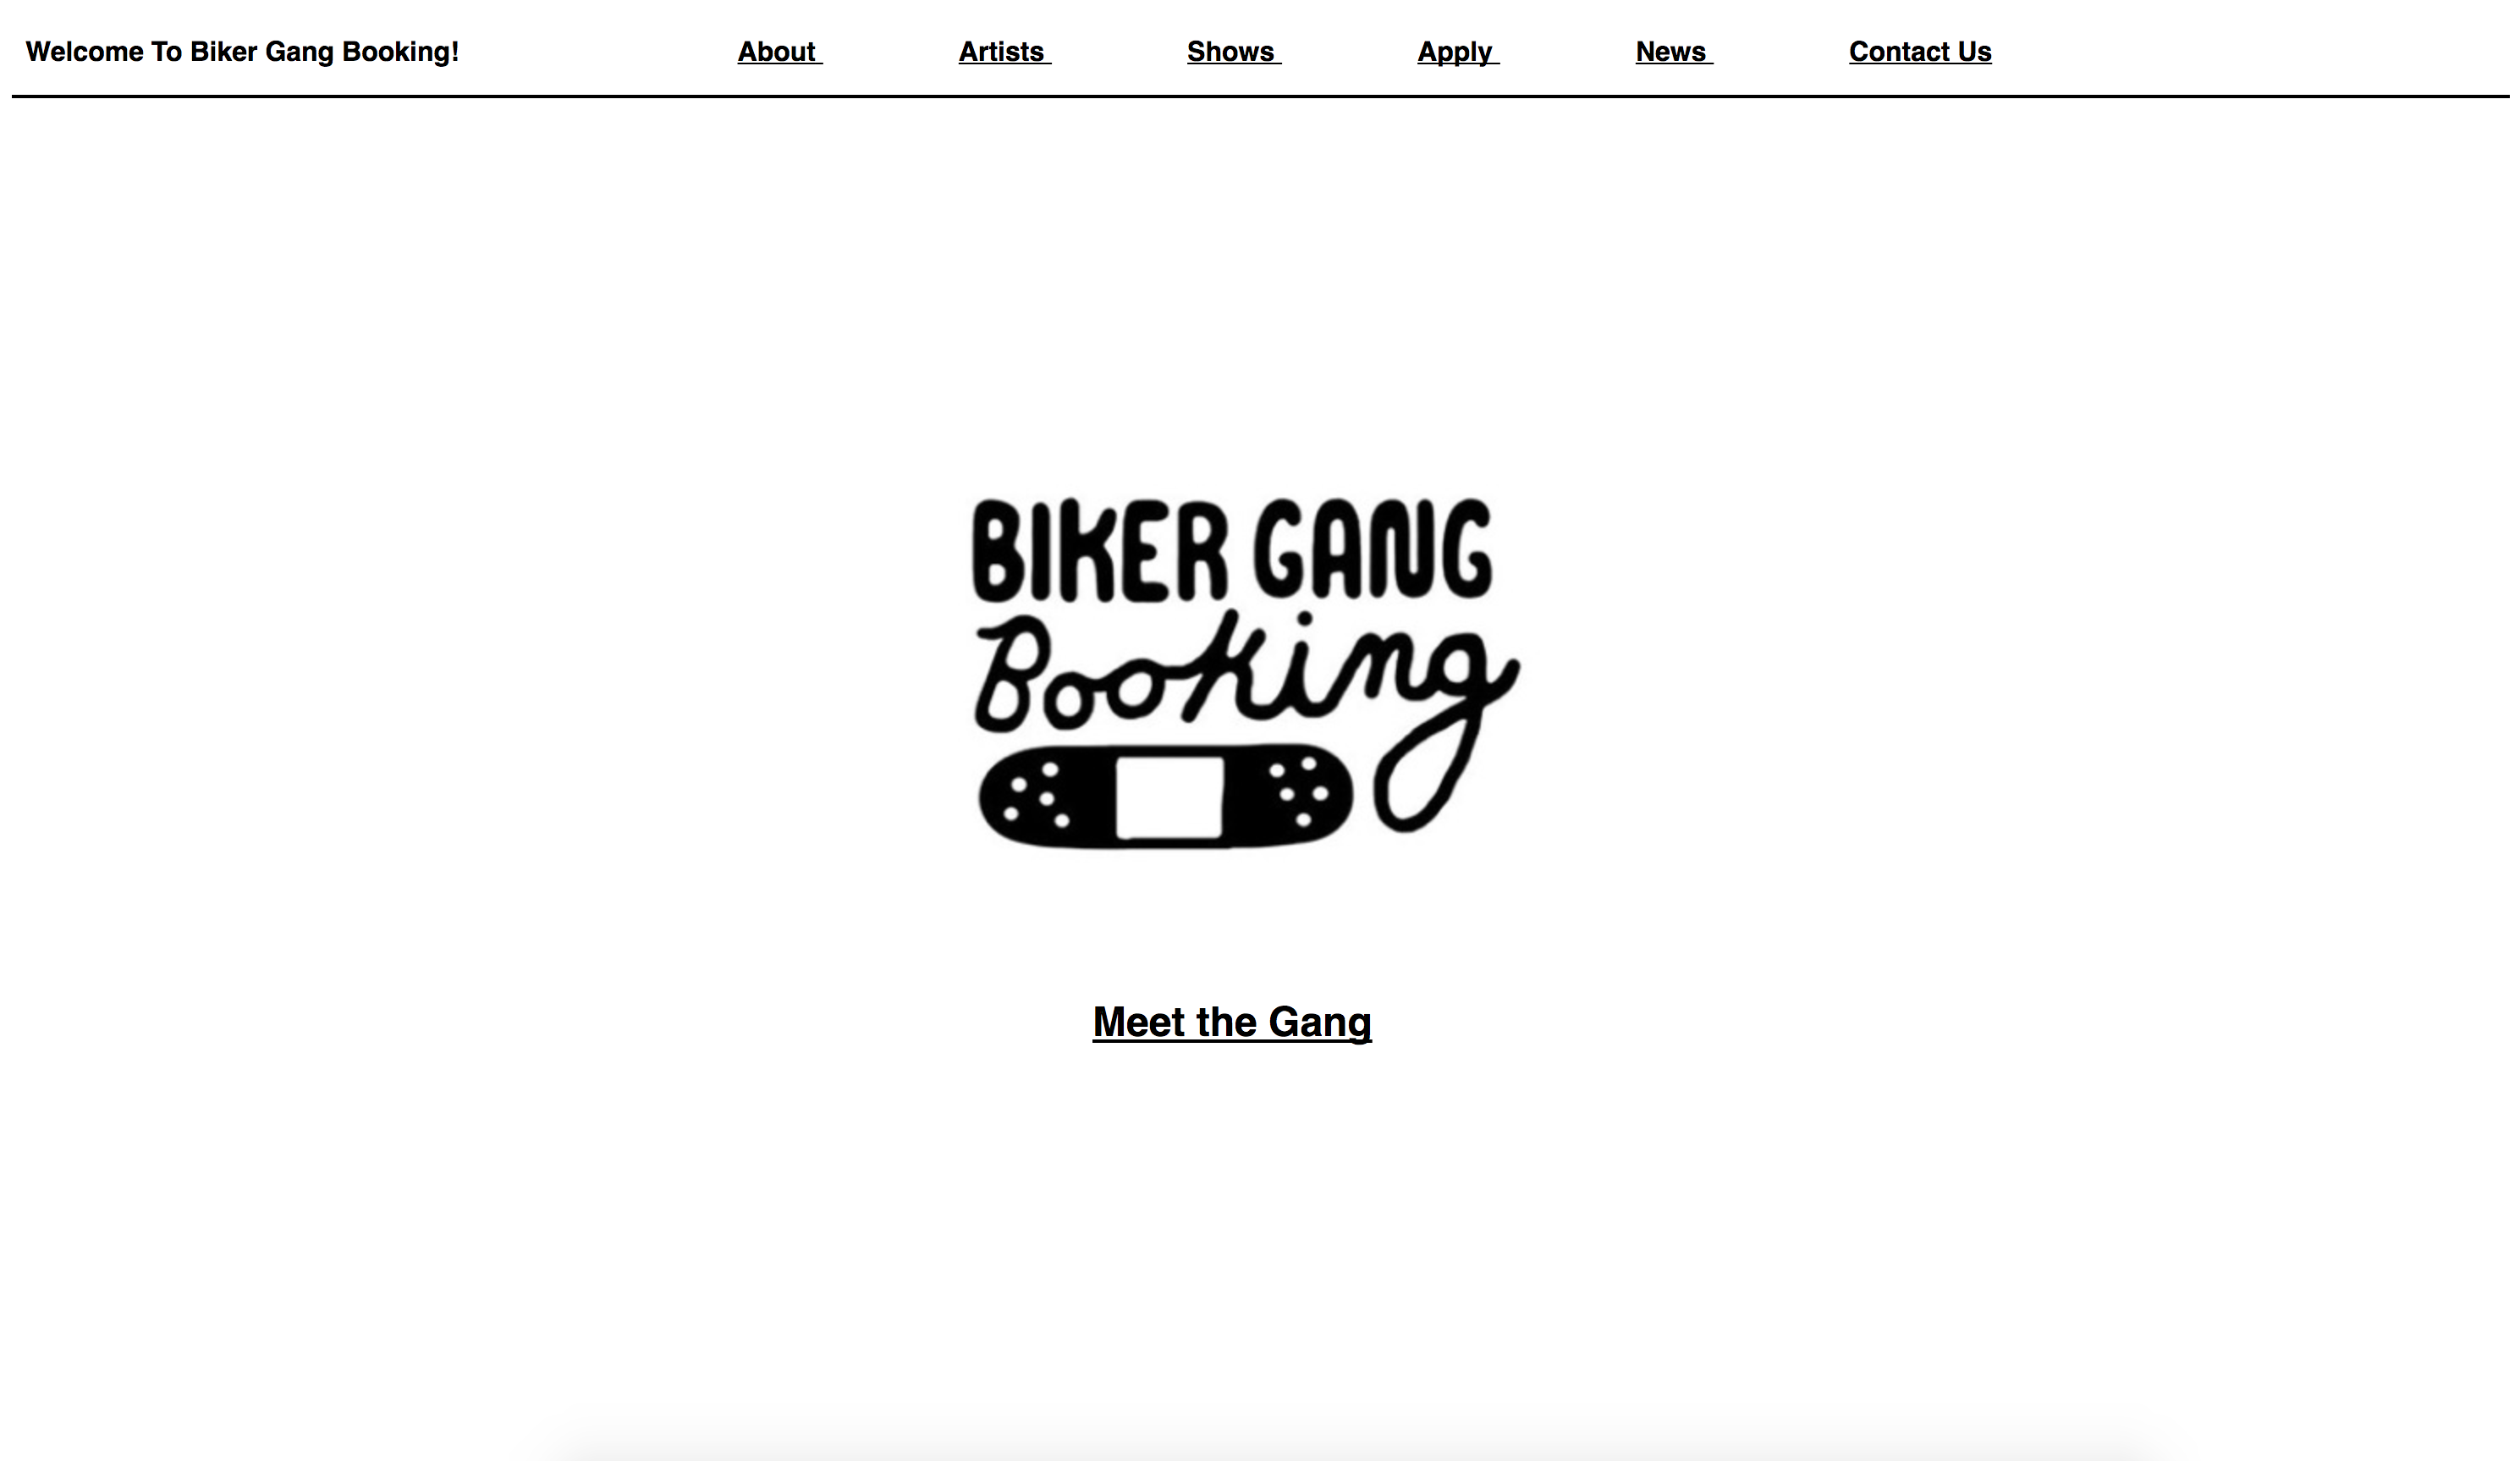 Welcome To Biker Gang Booking! About Artists Shows Apply News Contact Us
BIKER GANG
Booking
Meet the Gang